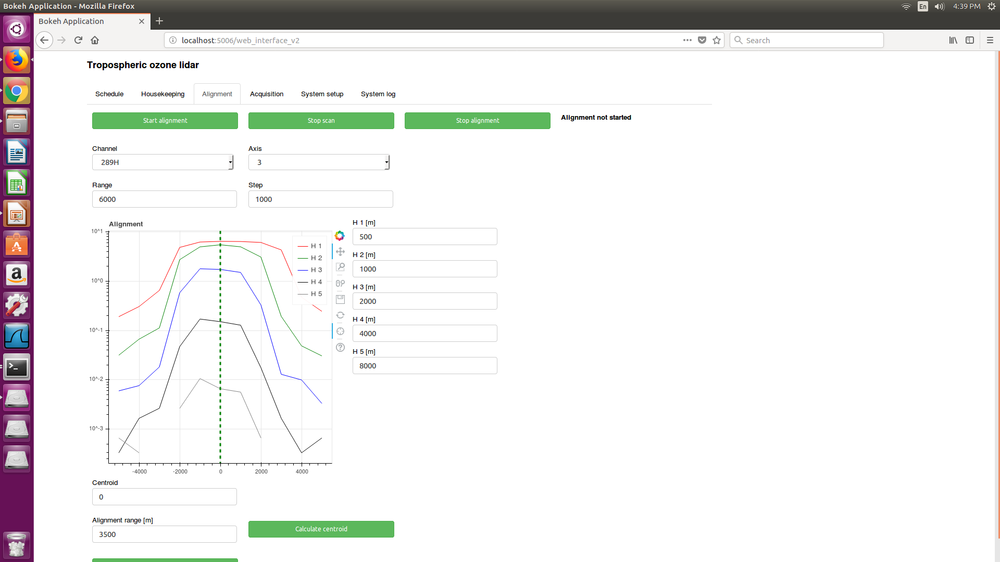 Bokeh Application - Mozilla Firefox
En
4:39 PM
Bokeh Application
localhost:5006/web_interface_v2
Search
Tropospheric ozone lidar
Schedule
Housekeeping
Alignment
Acquisition
System setup
System log
Start alignment
Stop scan
Stop alignment
Alignment not started
Channel
Axis
289H
3
Range
Step
6000
1000
Alignment
10^1
10^0
10^-1
10^-2
10^-3
H 1
H 2
H 3
H 4
H 5
-4000
-2000
0
2000
4000
H 1 [m]
500
H 2 [m]
1000
H 3 [m]
2000
H 4 [m]
4000
H 5 [m]
8000
Centroid
0
Alignment range [m]
3500
Calculate centroid